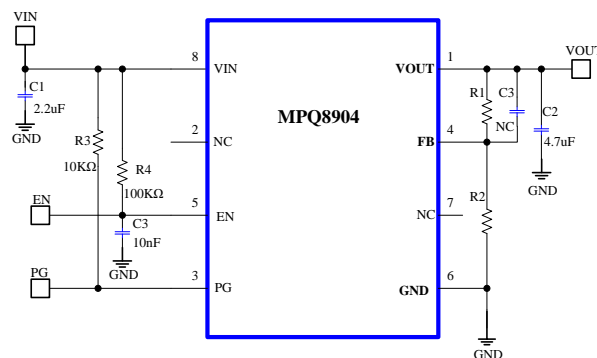 VIN
8
VIN
VOUT
1
VOUT
C1
2.2uF
GND
R1
C3
NC
C2
4.7uF
GND
MPQ8904
R3
10KΩ
2
NC
FB
4
R4
100KΩ
EN
5
EN
NC
7
R2
C3
10nF
GND
PG
3
PG
GND
6
GND